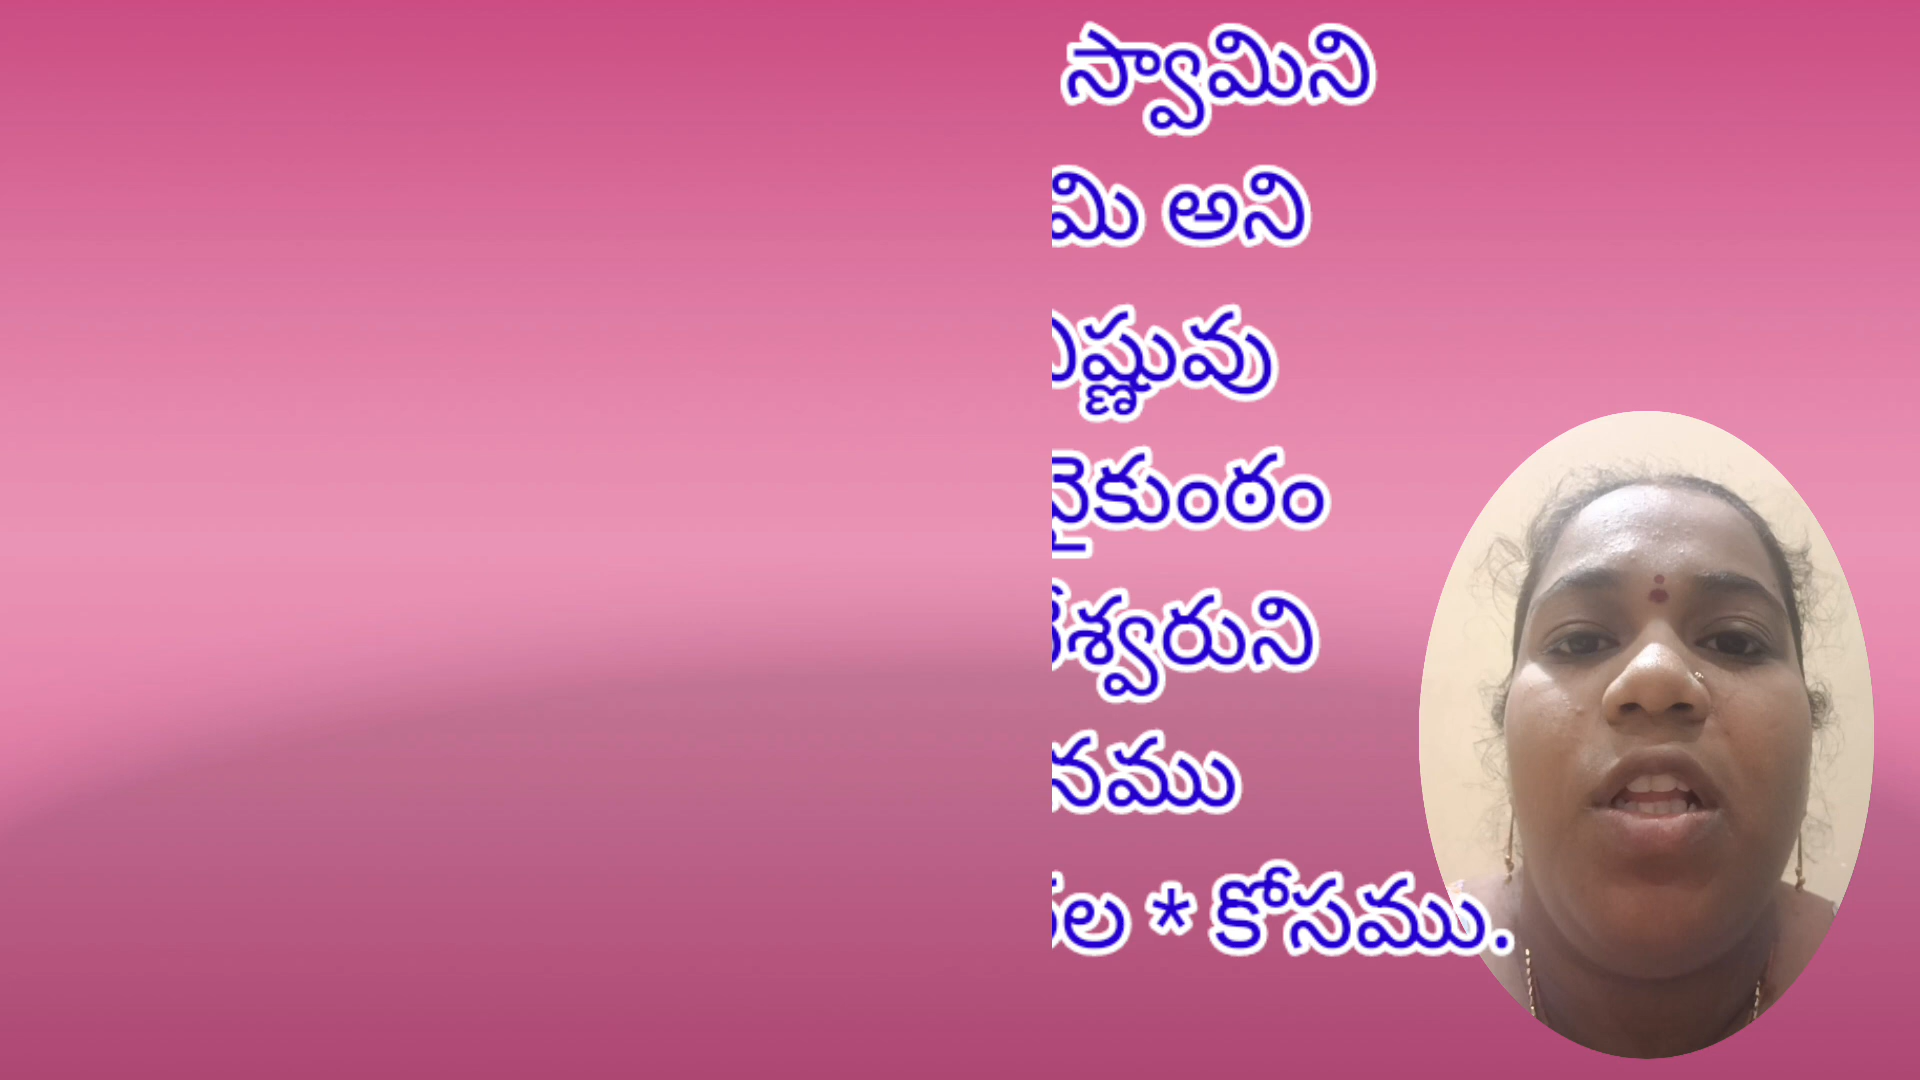 స్వామిని
మి అని
ష్ణువు
వైకుంఠం
శ్వరుని
నము
ల * కోసము.